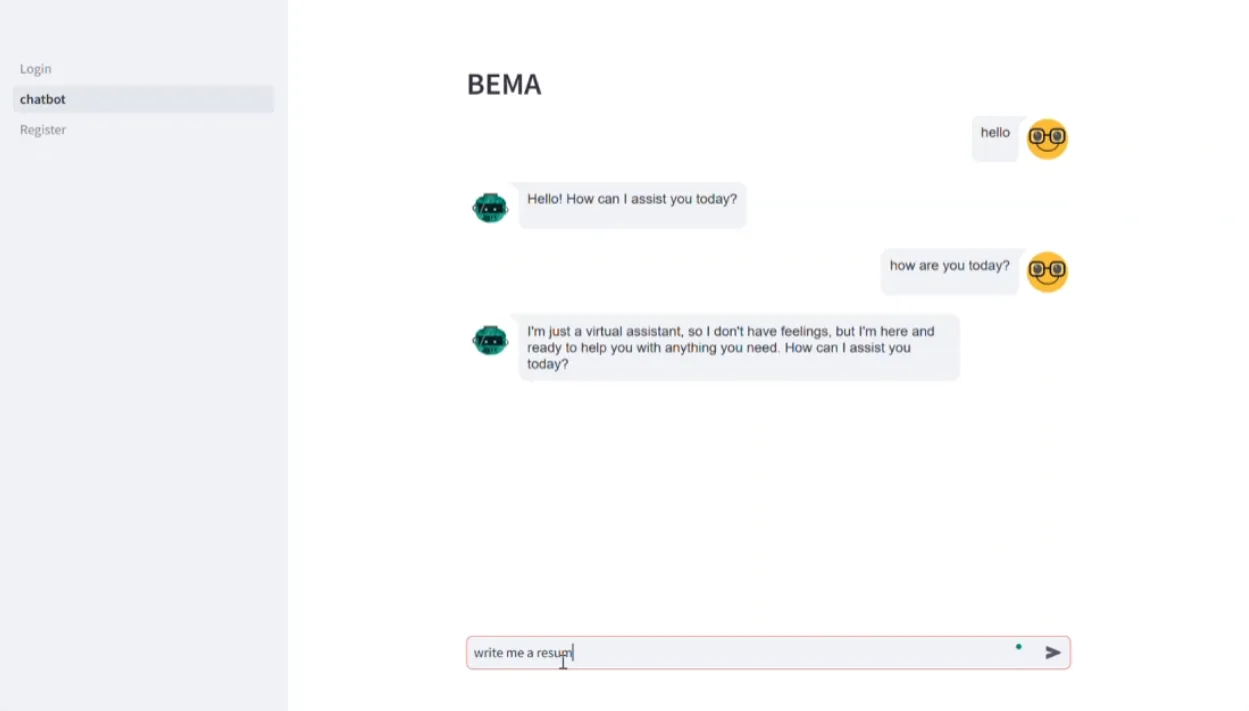 Login
chatbot
Register
BEMA
hello
Hello! How can I assist you today?
how are you today?
I'm just a virtual assistant, so I don't have feelings, but I'm here and
ready to help you with anything you need. How can I assist you
today?
write me a resum